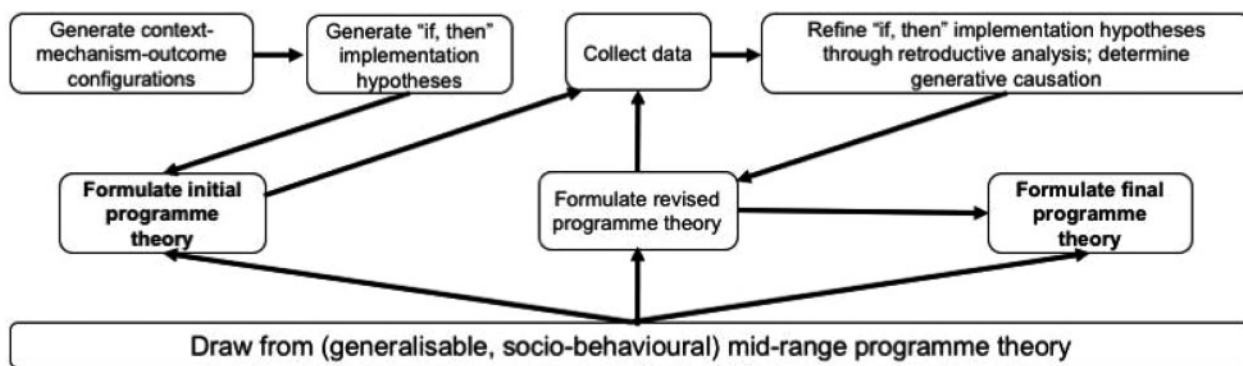 Generate context-
mechanism-outcome
configurations
Generate “if, then”
implementation
hypotheses
Collect data
Refine “if, then” implementation hypotheses
through retroductive analysis; determine
generative causation
Formulate initial
programme
theory
Formulate revised
programme theory
Formulate final
programme
theory
Draw from (generalisable, socio-behavioural) mid-range programme theory